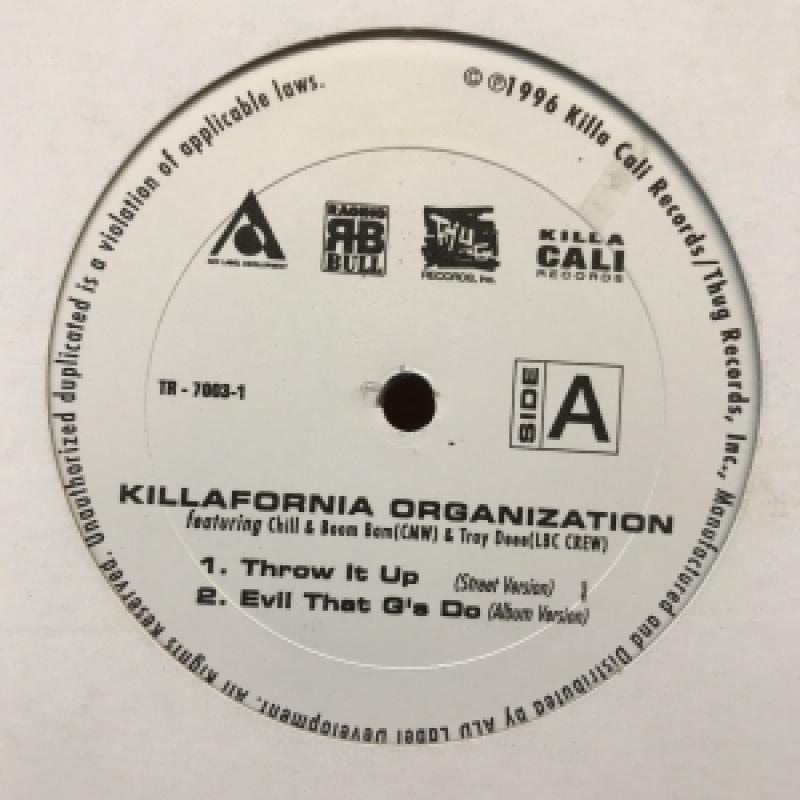 © ℗1996 Killa Cali Records/Thug Records, Inc., Manufactured and Distributed by ALD Label Development. All Rights Reserved. Unauthorized duplicated is a violation of applicable laws.
RB
BULL
THUG
RECORDS, Inc.
KILLA
CALI
RECORDS
TR - 7003-1
SIDE A
KILLAFORNIA ORGANIZATION
featuring Chill & Boom Bam(CMW) & Tray Deee(LBC CREW)
1. Throw It Up (Street Version)
2. Evil That G's Do (Album Version)